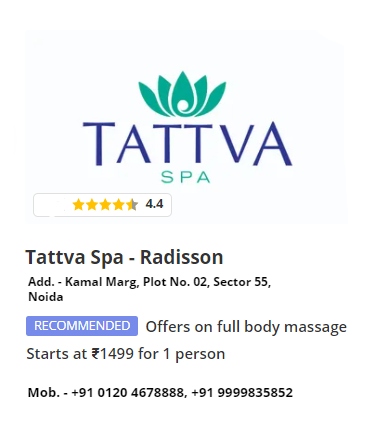 TATTVA
SPA
4.4
Tattva Spa - Radisson
Add. - Kamal Marg, Plot No. 02, Sector 55,
Noida
RECOMMENDED Offers on full body massage
Starts at ₹1499 for 1 person
Mob. - +91 0120 4678888, +91 9999835852